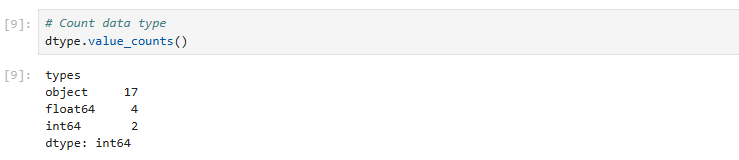 [9]: # Count data type
dtype.value_counts()
[9]: types
object     17
float64     4
int64       2
dtype: int64